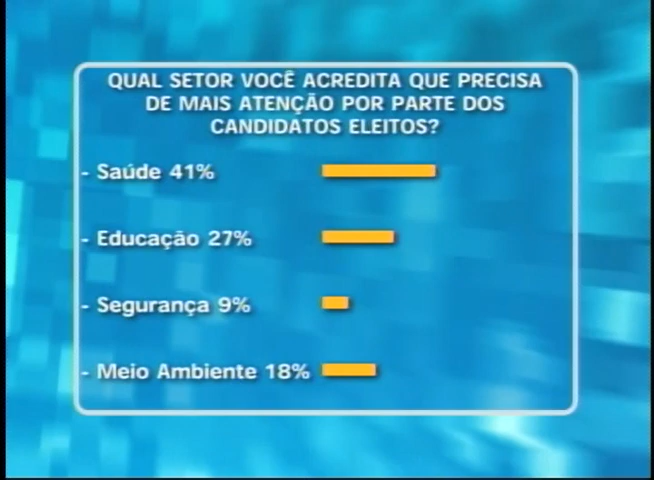 QUAL SETOR VOCÊ ACREDITA QUE PRECISA
DE MAIS ATENÇÃO POR PARTE DOS
CANDIDATOS ELEITOS?
- Saúde 41%
- Educação 27%
- Segurança 9%
- Meio Ambiente 18%